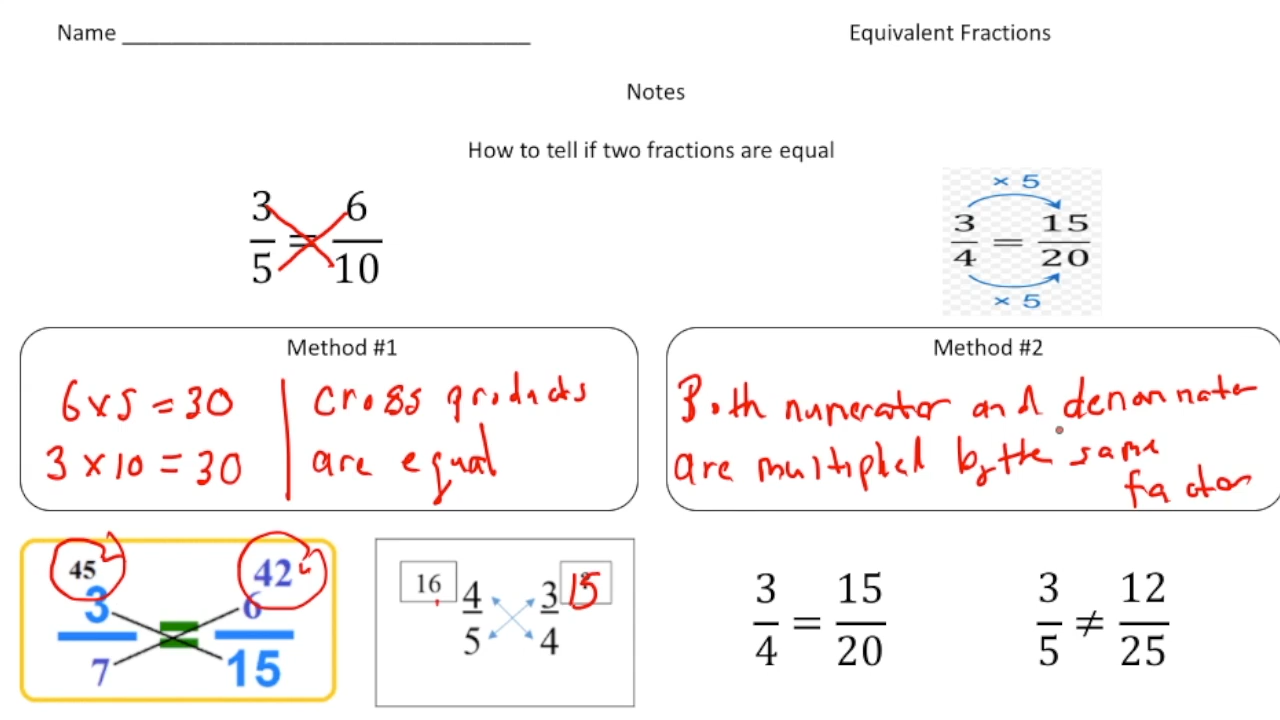 Name ________________________________ Equivalent Fractions
Notes
How to tell if two fractions are equal
3/5 = 6/10
× 5
3/4 = 15/20
× 5
Method #1
6 x 5 = 30 | cross products
3 x 10 = 30 | are equal
Method #2
Both numerator and denominator
are multiplied by the same
factor
45 42
3/7 = 6/15
16 4/5 3/4 15
3/4 = 15/20
3/5 ≠ 12/25